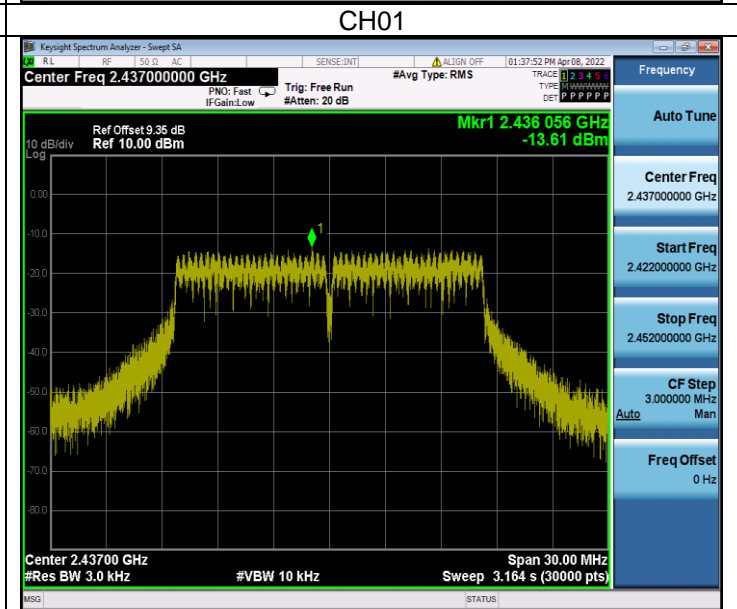 CH01
Keysight Spectrum Analyzer - Swept SA
RL RF 50 Ω AC SENSE:INT ALIGN OFF 01:37:52 PM Apr 08, 2022
Center Freq 2.437000000 GHz
PNO: Fast
IFGain:Low
Trig: Free Run
#Atten: 20 dB
#Avg Type: RMS
TRACE 1 2 3 4 5 6
TYPE M WWWWW
DET P P P P P P
Frequency
Mkr1 2.436 056 GHz
-13.61 dBm
Ref Offset 9.35 dB
10 dB/div Ref 10.00 dBm
Log
0.00
-10.0
-20.0
-30.0
-40.0
-50.0
-60.0
-70.0
-80.0
1
Center 2.43700 GHz Span 30.00 MHz
#Res BW 3.0 kHz #VBW 10 kHz Sweep 3.164 s (30000 pts)
MSG STATUS
Auto Tune
Center Freq
2.437000000 GHz
Start Freq
2.422000000 GHz
Stop Freq
2.452000000 GHz
CF Step
3.000000 MHz
Auto Man
Freq Offset
0 Hz